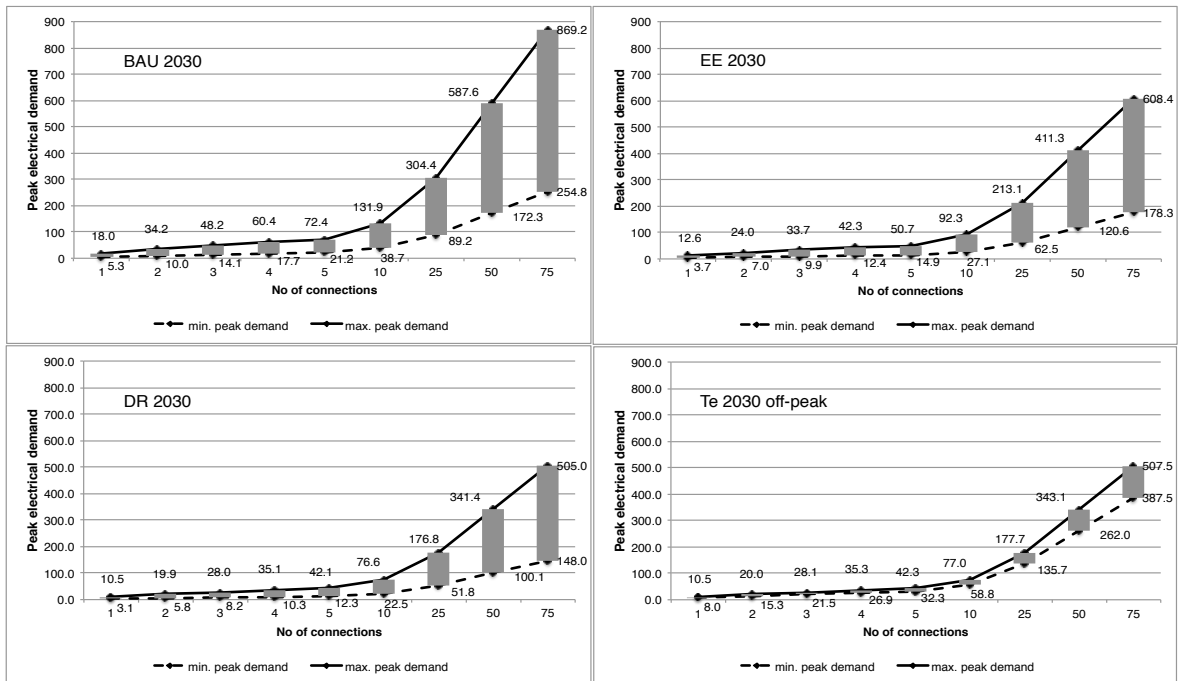 BAU 2030
Peak electrical demand
900
800
700
600
500
400
300
200
100
0
18.0 34.2 48.2 60.4 72.4 131.9 304.4 587.6 869.2
5.3 10.0 14.1 17.7 21.2 38.7 89.2 172.3 254.8
1 2 3 4 5 10 25 50 75
No of connections
min. peak demand max. peak demand
EE 2030
Peak electrical demand
900
800
700
600
500
400
300
200
100
0
12.6 24.0 33.7 42.3 50.7 92.3 213.1 411.3 608.4
3.7 7.0 9.9 12.4 14.9 27.1 62.5 120.6 178.3
1 2 3 4 5 10 25 50 75
No of connections
min. peak demand max. peak demand
DR 2030
Peak electrical demand
900.0
800.0
700.0
600.0
500.0
400.0
300.0
200.0
100.0
0.0
10.5 19.9 28.0 35.1 42.1 76.6 176.8 341.4 505.0
3.1 5.8 8.2 10.3 12.3 22.5 51.8 100.1 148.0
1 2 3 4 5 10 25 50 75
No of connections
min. peak demand max. peak demand
Te 2030 off-peak
Peak electrical demand
900.0
800.0
700.0
600.0
500.0
400.0
300.0
200.0
100.0
0.0
10.5 20.0 28.1 35.3 42.3 77.0 177.7 343.1 507.5
8.0 15.3 21.5 26.9 32.3 58.8 135.7 262.0 387.5
1 2 3 4 5 10 25 50 75
No of connections
min. peak demand max. peak demand